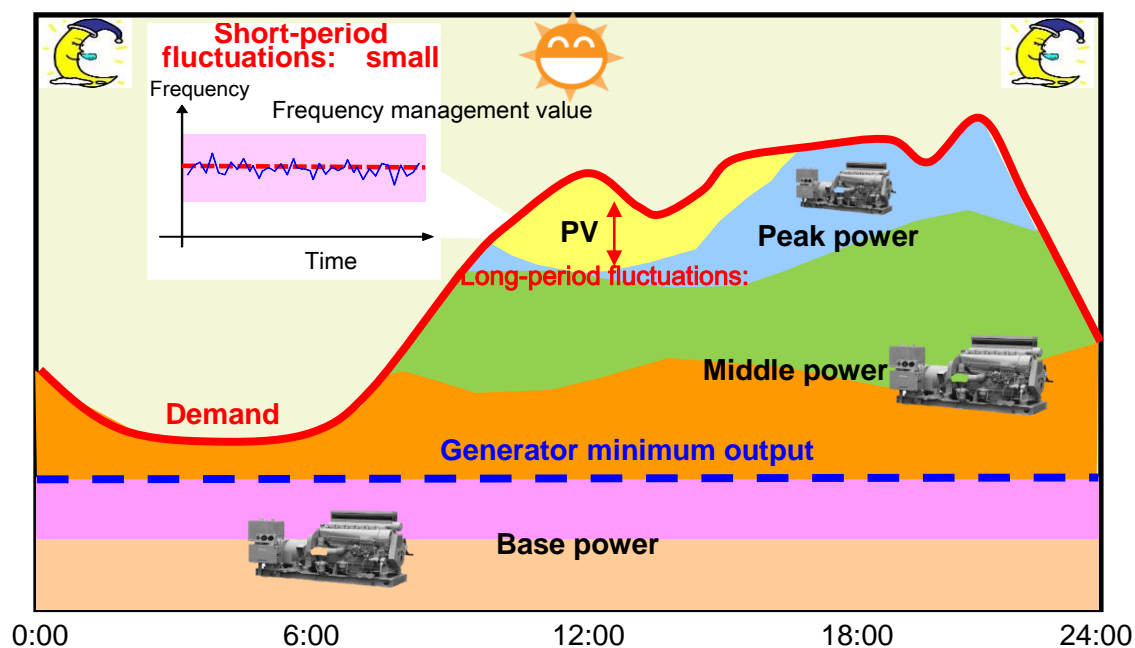 Short-period
fluctuations: small
Frequency
Frequency management value
Time
PV
Peak power
Long-period fluctuations:
Middle power
Demand
Generator minimum output
Base power
0:00 6:00 12:00 18:00 24:00